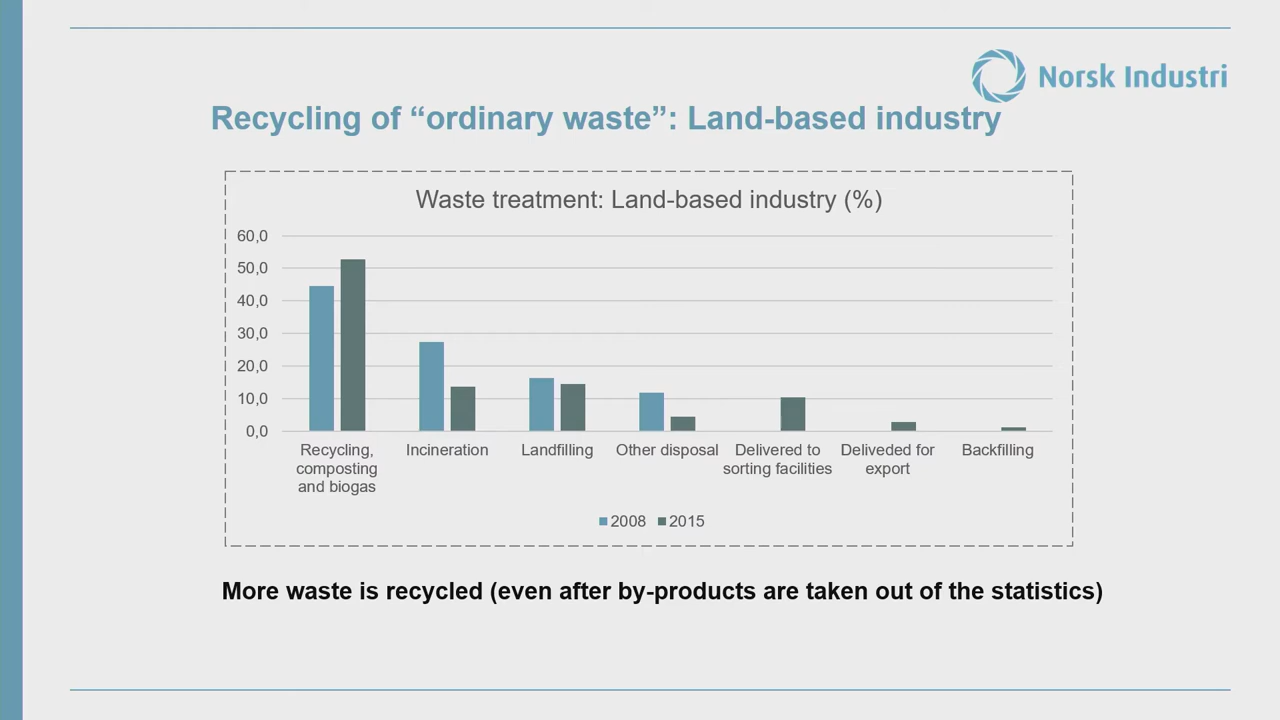 Norsk Industri
Recycling of “ordinary waste”: Land-based industry
Waste treatment: Land-based industry (%)
60,0
50,0
40,0
30,0
20,0
10,0
0,0
Recycling,
composting
and biogas
Incineration
Landfilling
Other disposal
Delivered to
sorting facilities
Deliveded for
export
Backfilling
2008
2015
More waste is recycled (even after by-products are taken out of the statistics)